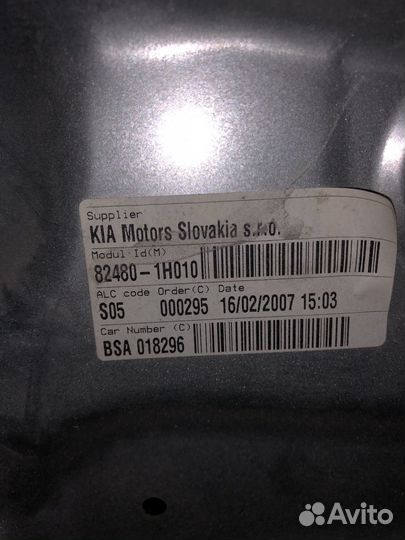 Supplier
KIA Motors Slovakia s.r.o.
Modul Id(M)
82480-1H010
ALC code Order(C) Date
S05 000295 16/02/2007 15:03
Car Number (C)
BSA 018296
Avito